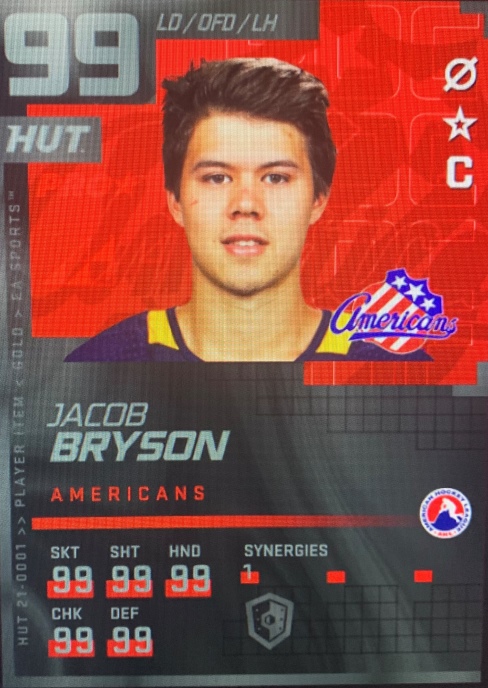 99
LD / OFD / LH
HUT
C
HUT 21-0001 >> PLAYER ITEM < GOLD > EA SPORTS™
Americans
JACOB
BRYSON
AMERICANS
AMERICAN HOCKEY LEAGUE
AHL
SKT SHT HND SYNERGIES
99 99 99 1
CHK DEF
99 99